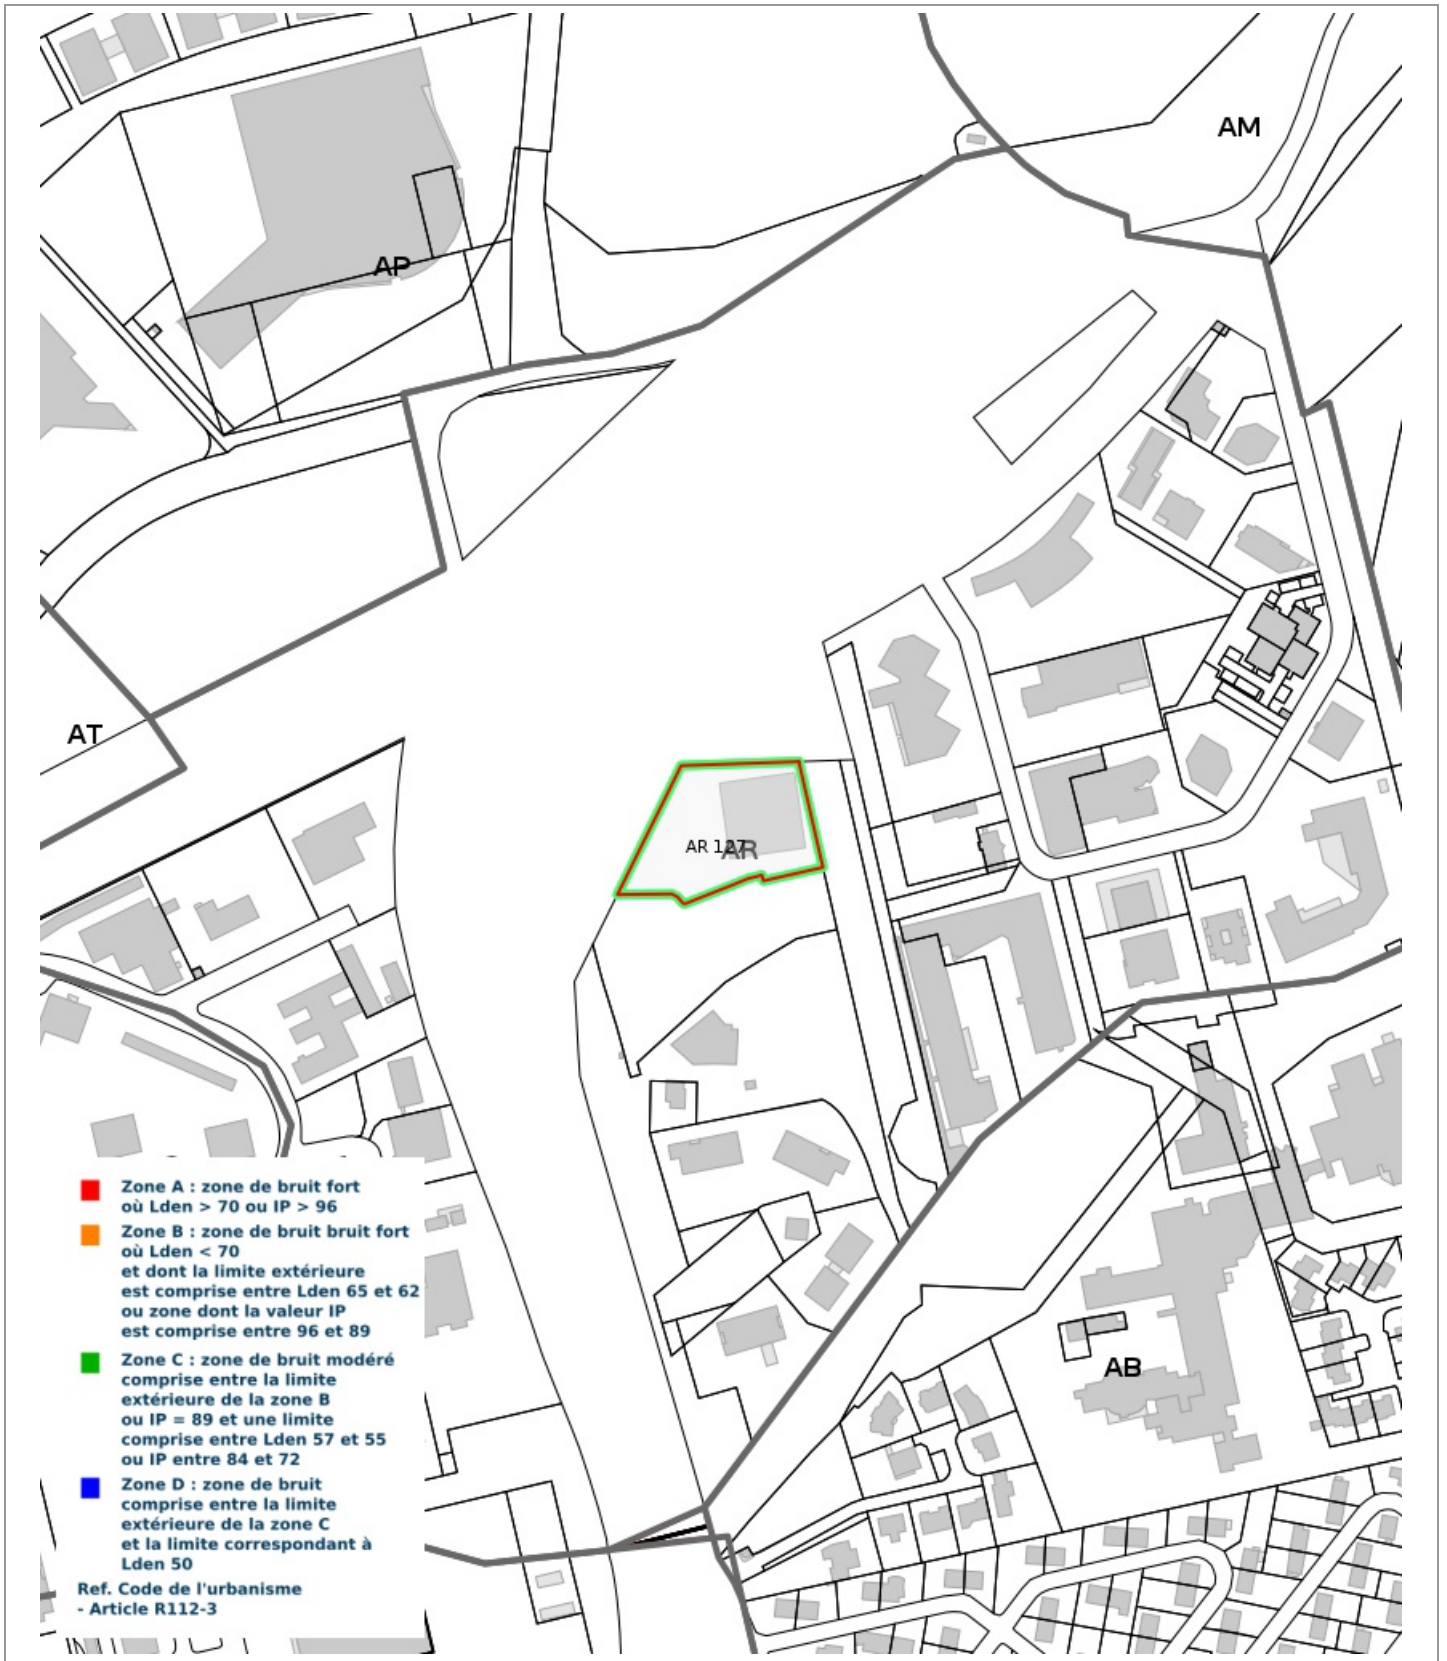 AM
AP
AT
AR 127
AR
AB
Zone A : zone de bruit fort
où Lden > 70 ou IP > 96
Zone B : zone de bruit bruit fort
où Lden < 70
et dont la limite extérieure
est comprise entre Lden 65 et 62
ou zone dont la valeur IP
est comprise entre 96 et 89
Zone C : zone de bruit modéré
comprise entre la limite
extérieure de la zone B
ou IP = 89 et une limite
comprise entre Lden 57 et 55
ou IP entre 84 et 72
Zone D : zone de bruit
comprise entre la limite
extérieure de la zone C
et la limite correspondant à
Lden 50
Ref. Code de l'urbanisme
- Article R112-3